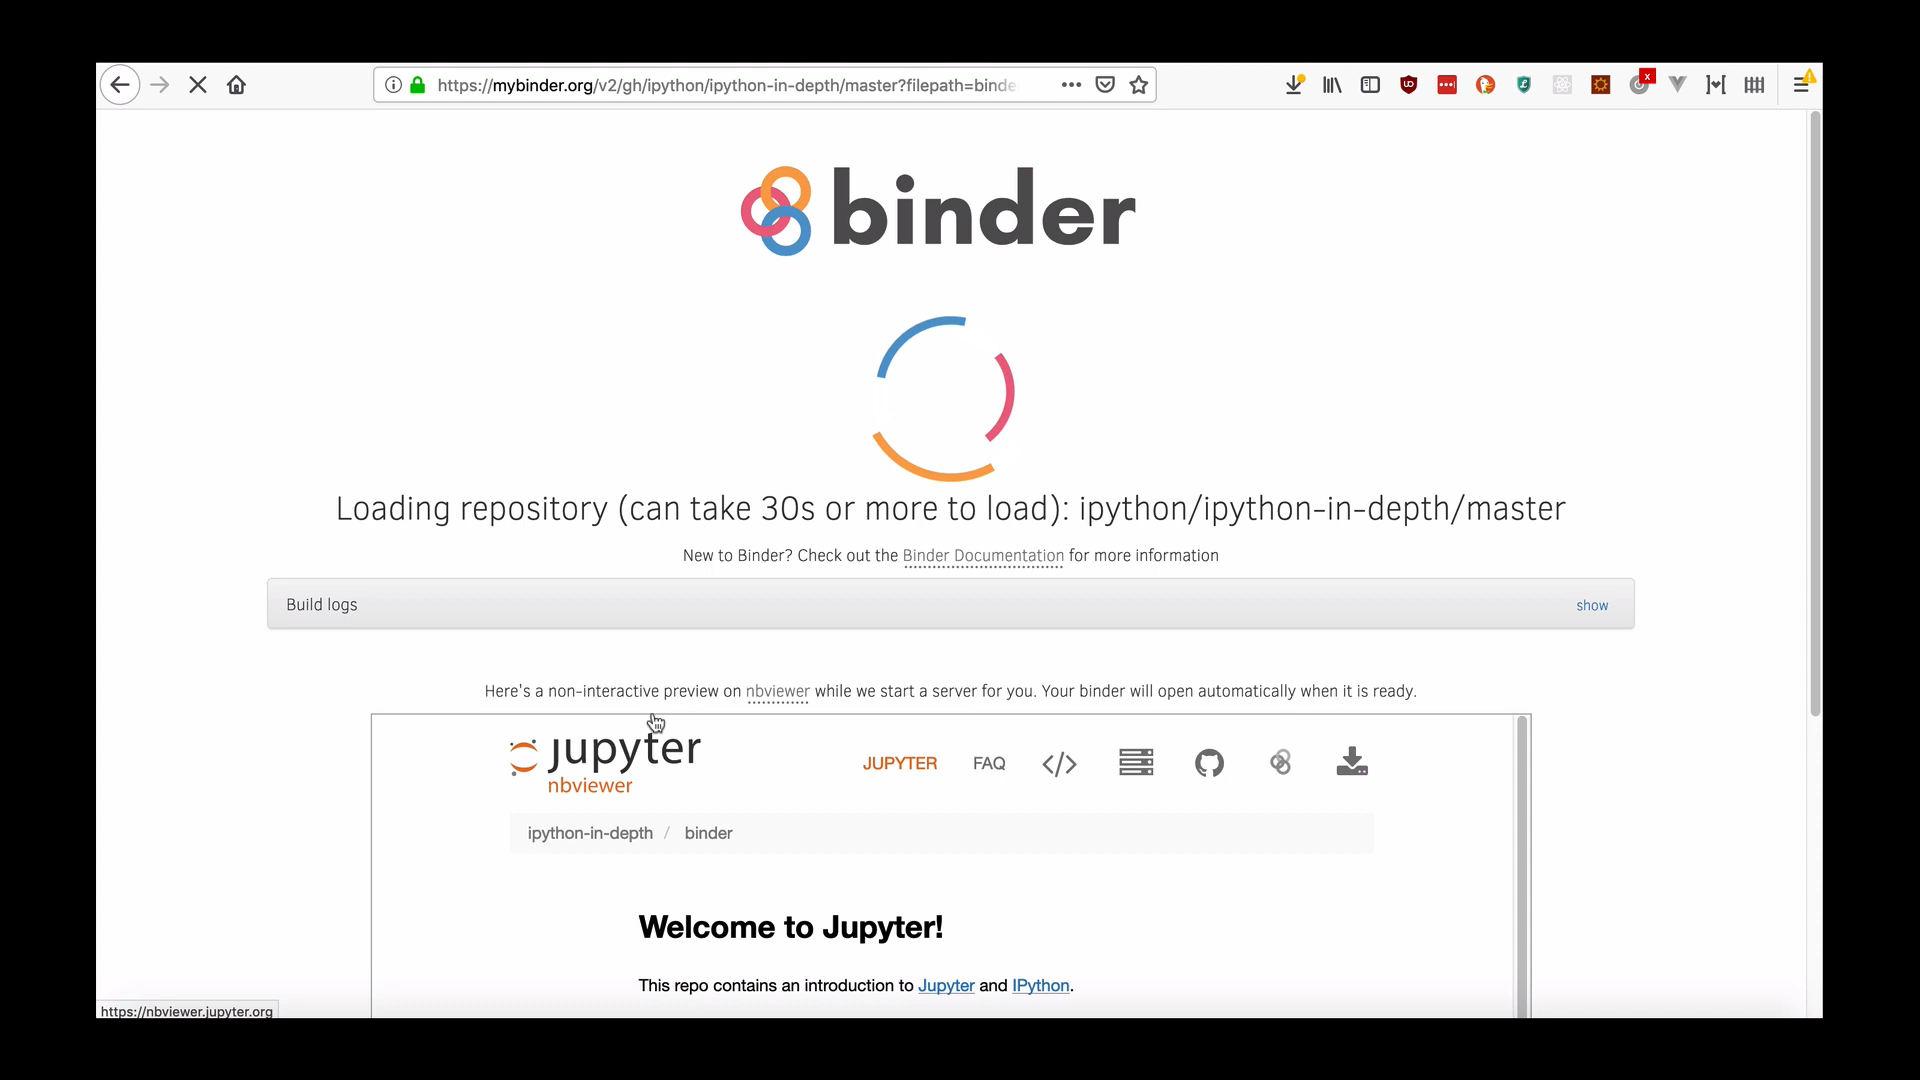 https://mybinder.org/v2/gh/ipython/ipython-in-depth/master?filepath=binde
binder
Loading repository (can take 30s or more to load): ipython/ipython-in-depth/master
New to Binder? Check out the Binder Documentation for more information
Build logs
show
Here's a non-interactive preview on nbviewer while we start a server for you. Your binder will open automatically when it is ready.
jupyter
nbviewer
JUPYTER
FAQ
ipython-in-depth / binder
Welcome to Jupyter!
This repo contains an introduction to Jupyter and IPython.
https://nbviewer.jupyter.org